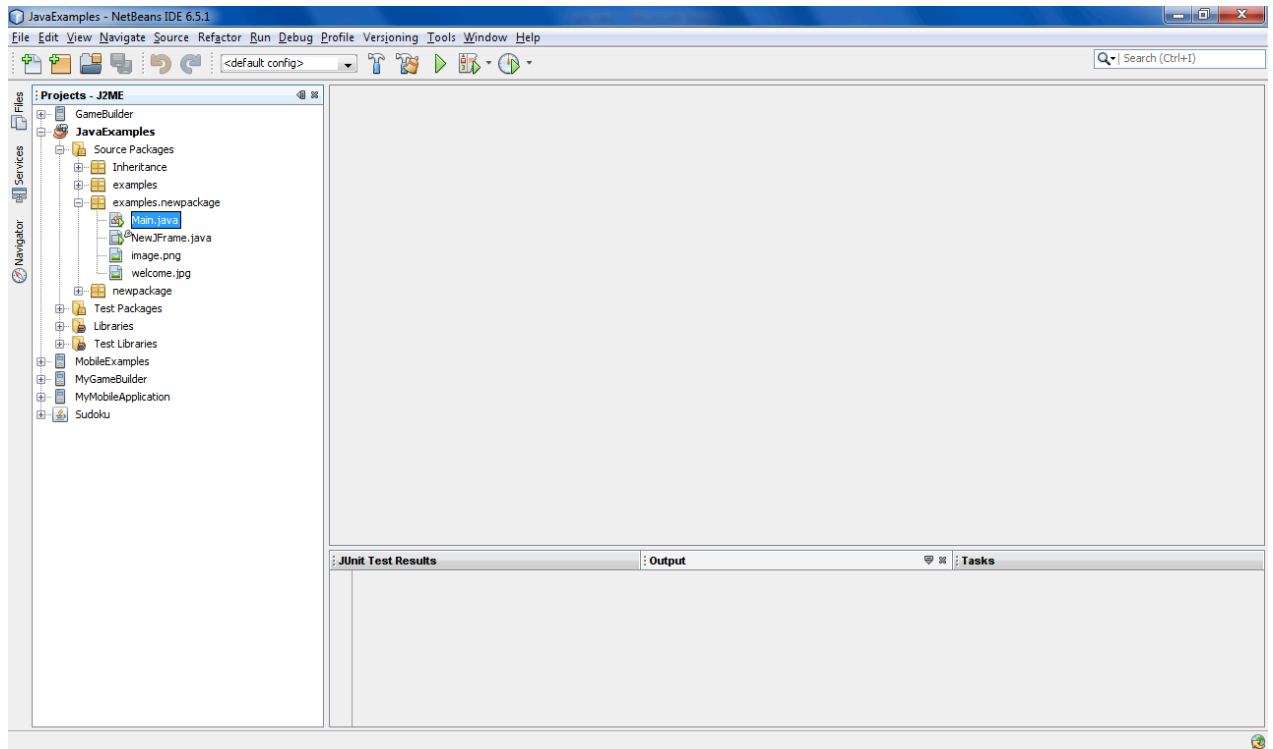 JavaExamples - NetBeans IDE 6.5.1
File Edit View Navigate Source Refactor Run Debug Profile Versioning Tools Window Help
<default config>
Search (Ctrl+I)
Files
Services
Navigator
Projects - J2ME
GameBuilder
JavaExamples
Source Packages
Inheritance
examples
examples.newpackage
Main.java
NewJFrame.java
image.png
welcome.jpg
newpackage
Test Packages
Libraries
Test Libraries
MobileExamples
MyGameBuilder
MyMobileApplication
Sudoku
JUnit Test Results
Output
Tasks